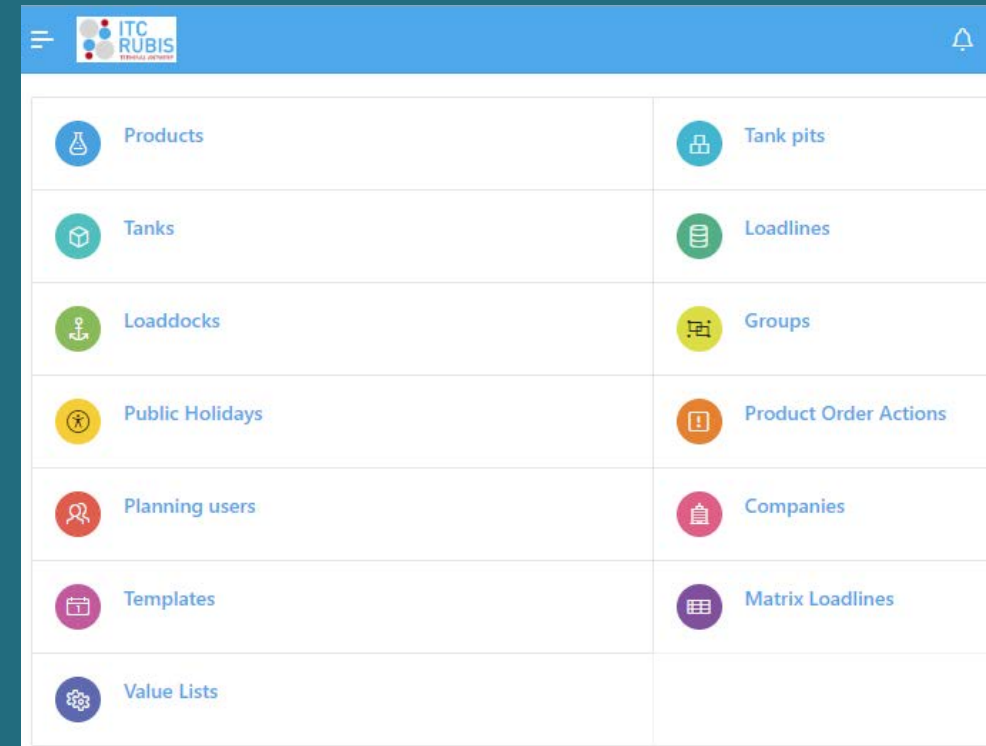 ITC
RUBIS
Products
Tank pits
Tanks
Loadlines
Loaddocks
Groups
Public Holidays
Product Order Actions
Planning users
Companies
Templates
Matrix Loadlines
Value Lists